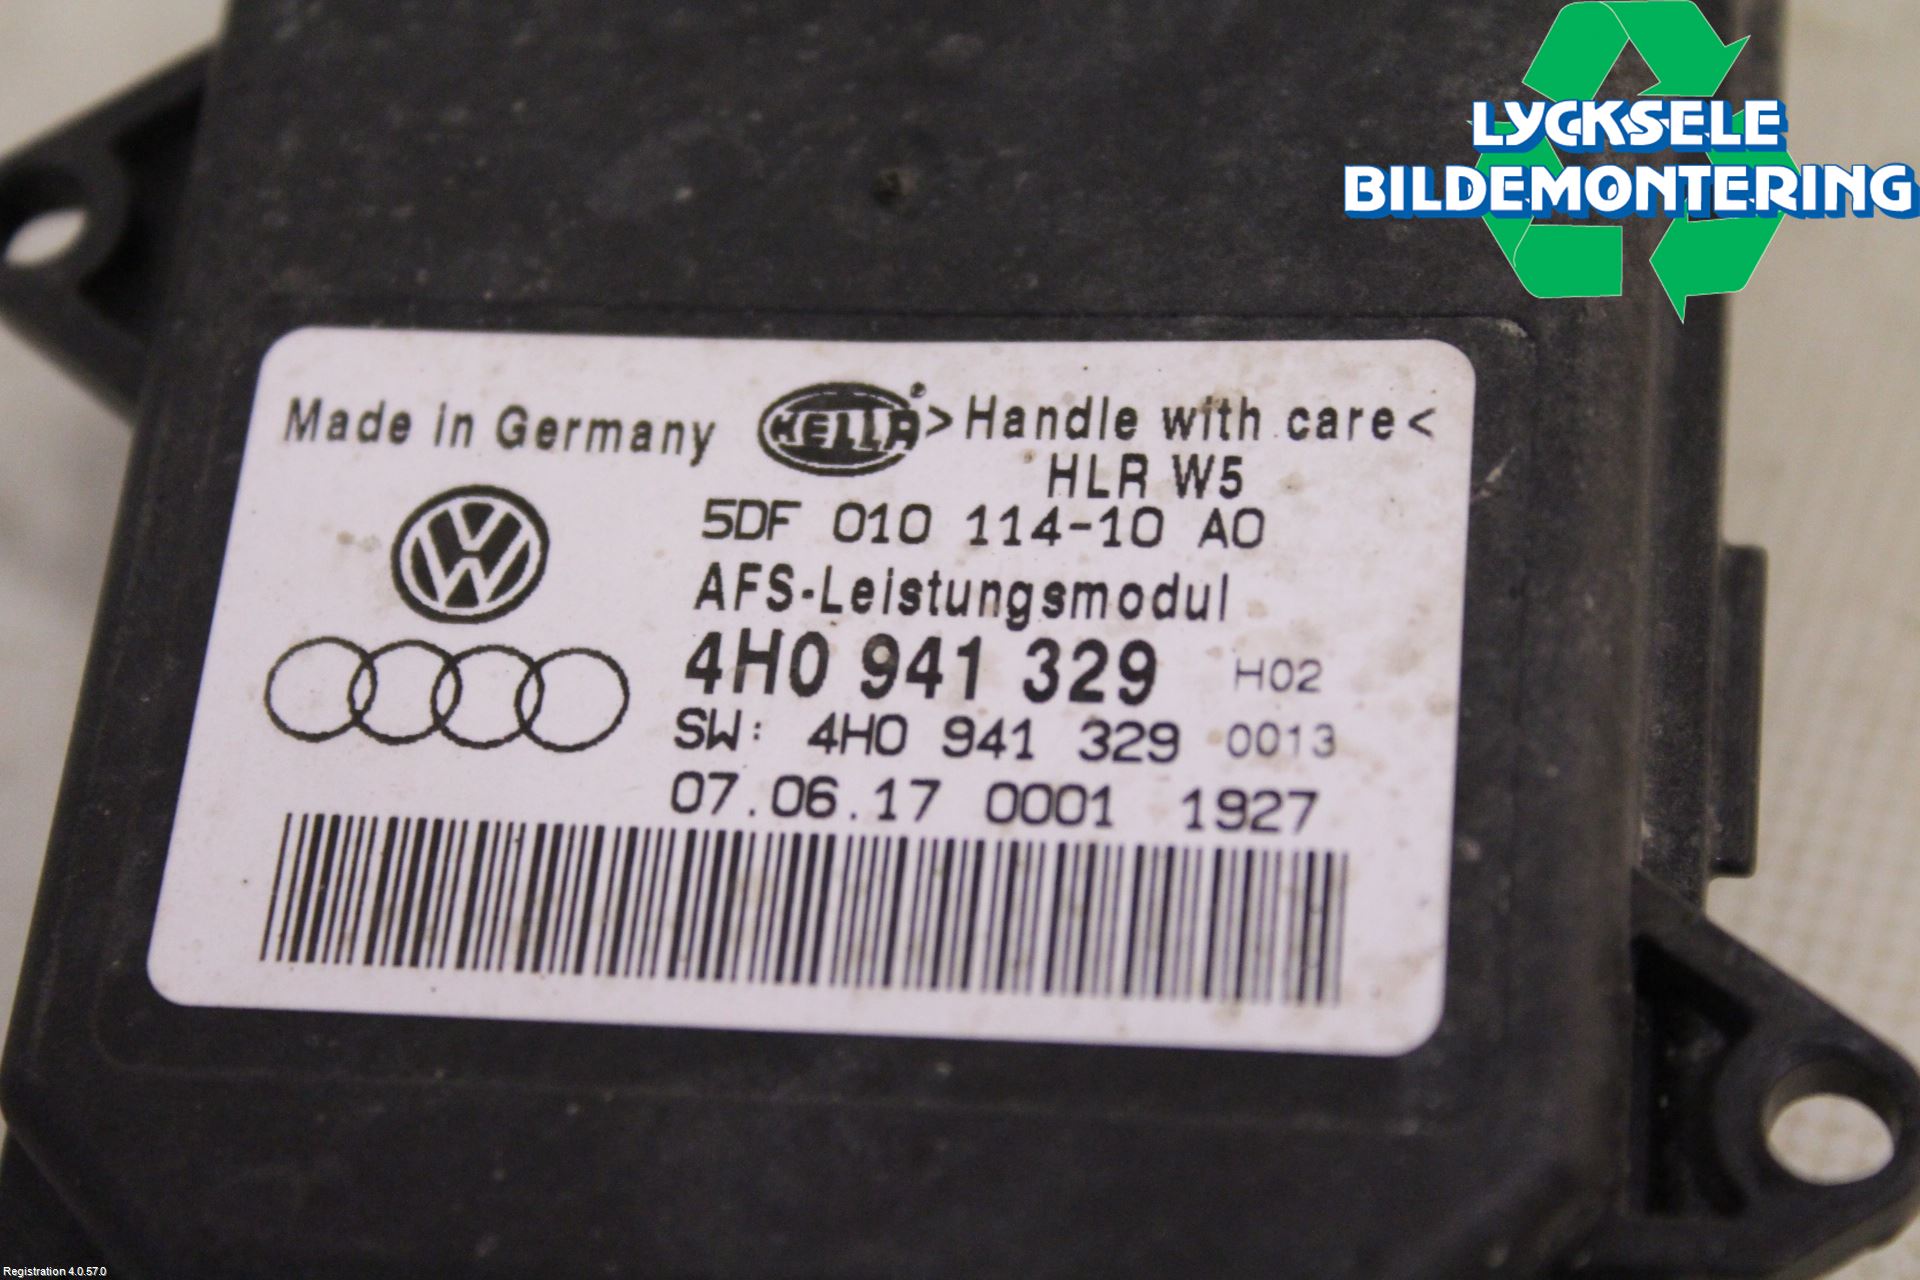 LYCKSELE
BILDEMONTERING
Made in Germany HELLA® >Handle with care<
HLR W5
5DF 010 114-10 A0
AFS-Leistungsmodul
4H0 941 329 H02
SW: 4H0 941 329 0013
07.06.17 0001 1927
Registration 4.0.57.0